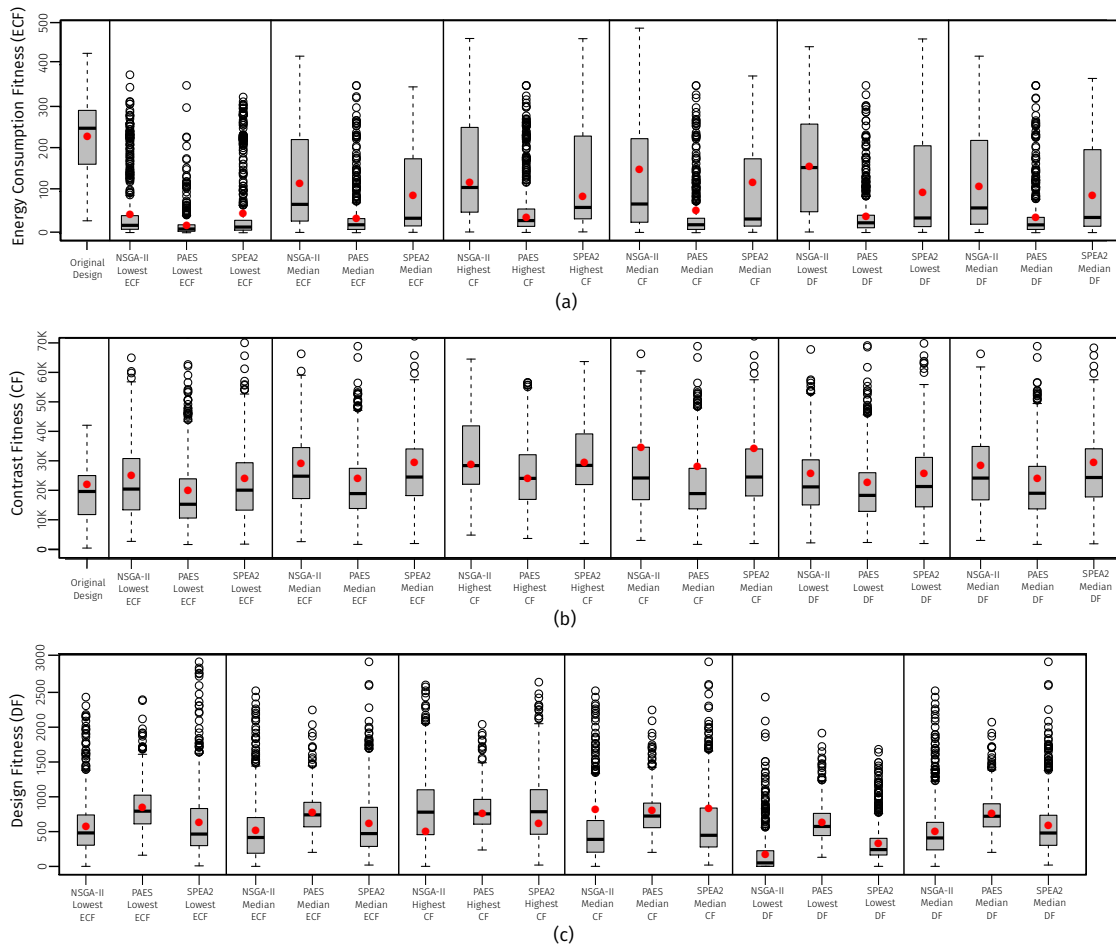 Energy Consumption Fitness (ECF)
500
400
300
200
100
0
Original Design
NSGA-II Lowest ECF
PAES Lowest ECF
SPEA2 Lowest ECF
NSGA-II Median ECF
PAES Median ECF
SPEA2 Median ECF
NSGA-II Highest CF
PAES Highest CF
SPEA2 Highest CF
NSGA-II Median CF
PAES Median CF
SPEA2 Median CF
NSGA-II Lowest DF
PAES Lowest DF
SPEA2 Lowest DF
NSGA-II Median DF
PAES Median DF
SPEA2 Median DF
(a)
Contrast Fitness (CF)
70K
60K
50K
40K
30K
20K
10K
0
Original Design
NSGA-II Lowest ECF
PAES Lowest ECF
SPEA2 Lowest ECF
NSGA-II Median ECF
PAES Median ECF
SPEA2 Median ECF
NSGA-II Highest CF
PAES Highest CF
SPEA2 Highest CF
NSGA-II Median CF
PAES Median CF
SPEA2 Median CF
NSGA-II Lowest DF
PAES Lowest DF
SPEA2 Lowest DF
NSGA-II Median DF
PAES Median DF
SPEA2 Median DF
(b)
Design Fitness (DF)
3000
2500
2000
1500
1000
500
0
NSGA-II Lowest ECF
PAES Lowest ECF
SPEA2 Lowest ECF
NSGA-II Median ECF
PAES Median ECF
SPEA2 Median ECF
NSGA-II Highest CF
PAES Highest CF
SPEA2 Highest CF
NSGA-II Median CF
PAES Median CF
SPEA2 Median CF
NSGA-II Lowest DF
PAES Lowest DF
SPEA2 Lowest DF
NSGA-II Median DF
PAES Median DF
SPEA2 Median DF
(c)